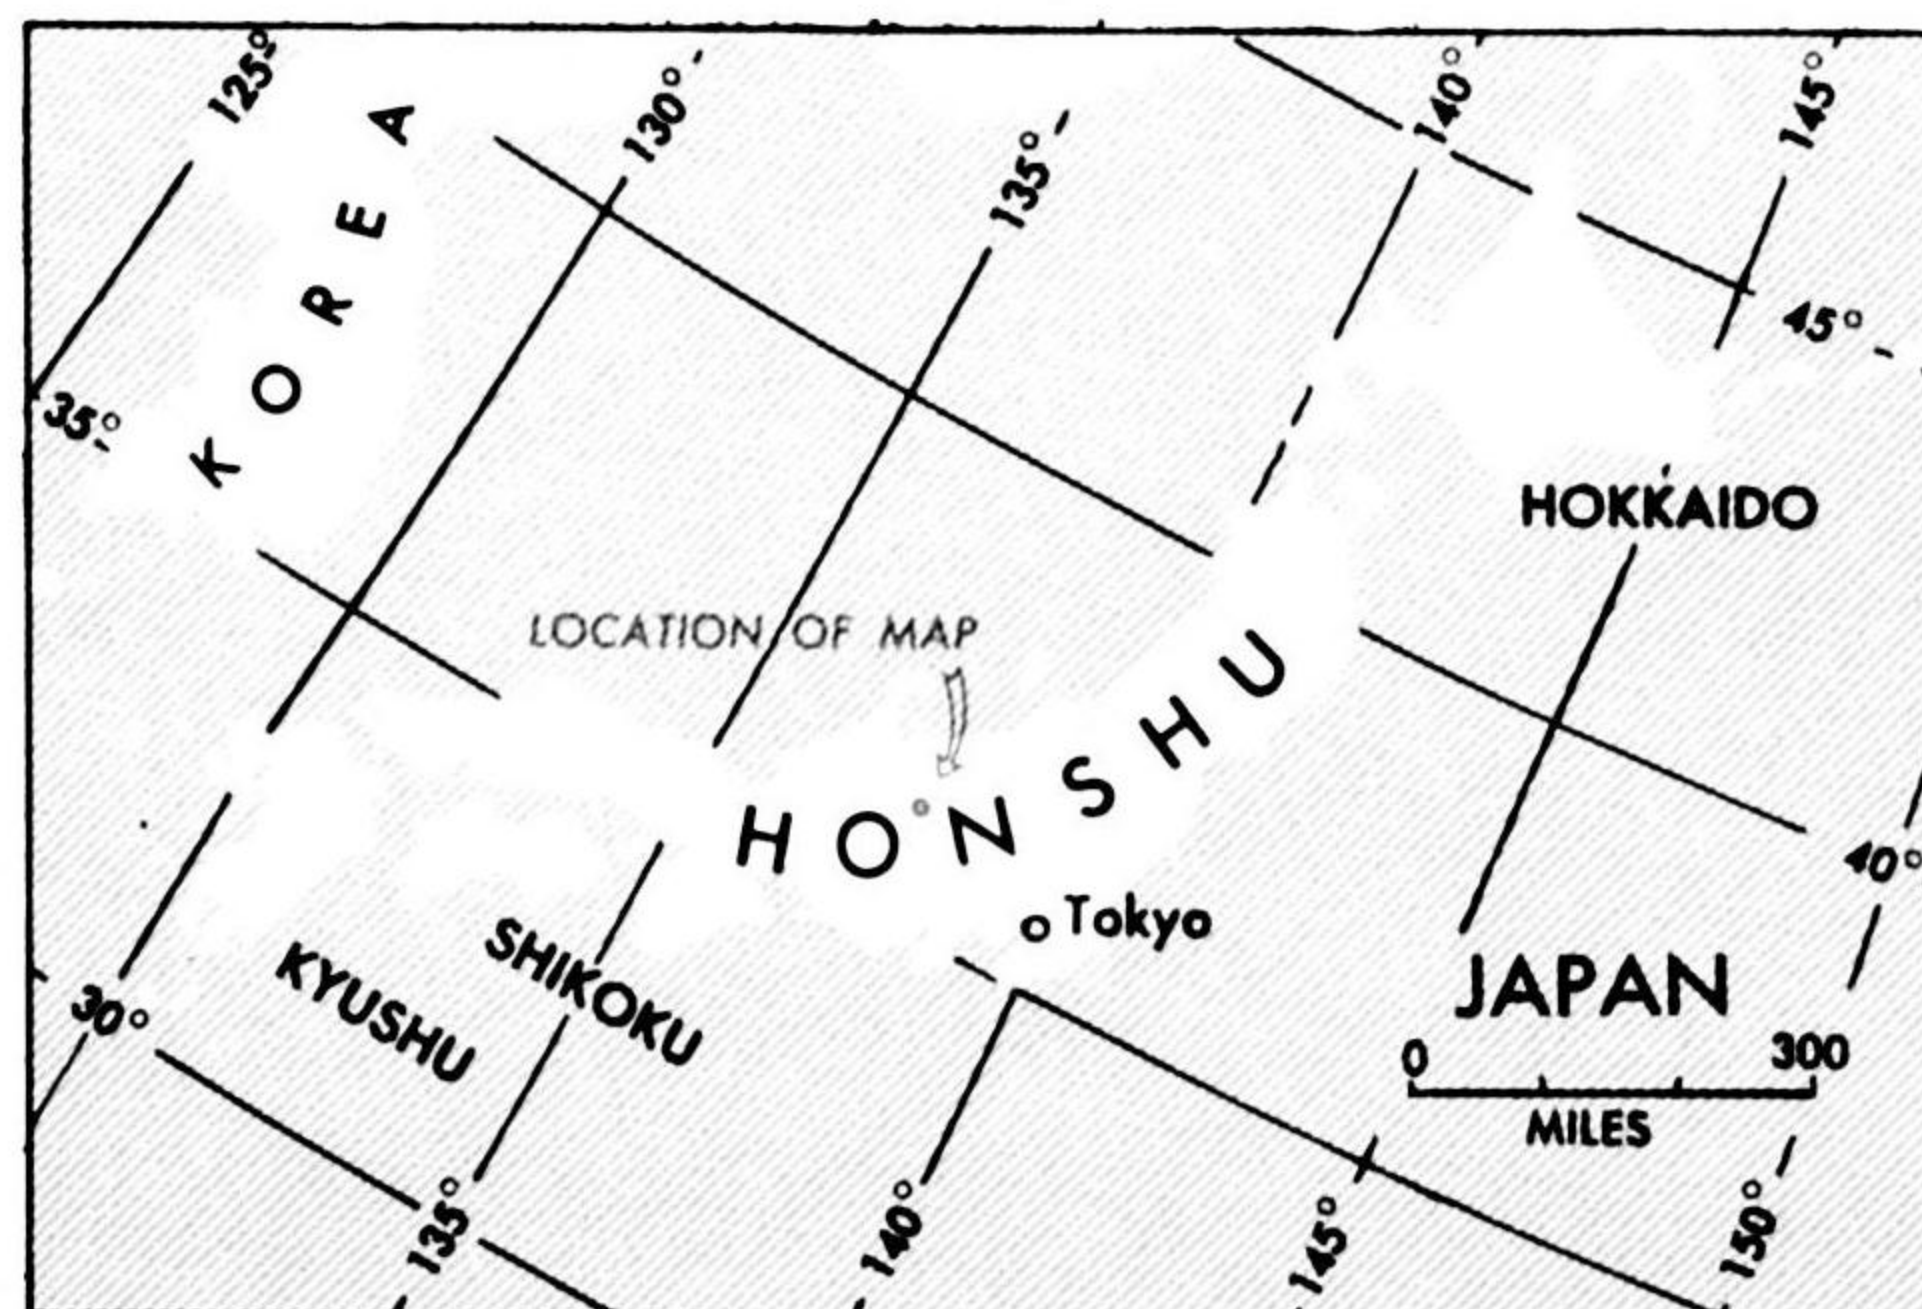 125°
130°
135°
140°
145°
KOREA
45°
35°
HOKKAIDO
LOCATION OF MAP
HONSHU
40°
Tokyo
SHIKOKU
KYUSHU
JAPAN
30°
0 300
MILES
135°
140°
145°
150°